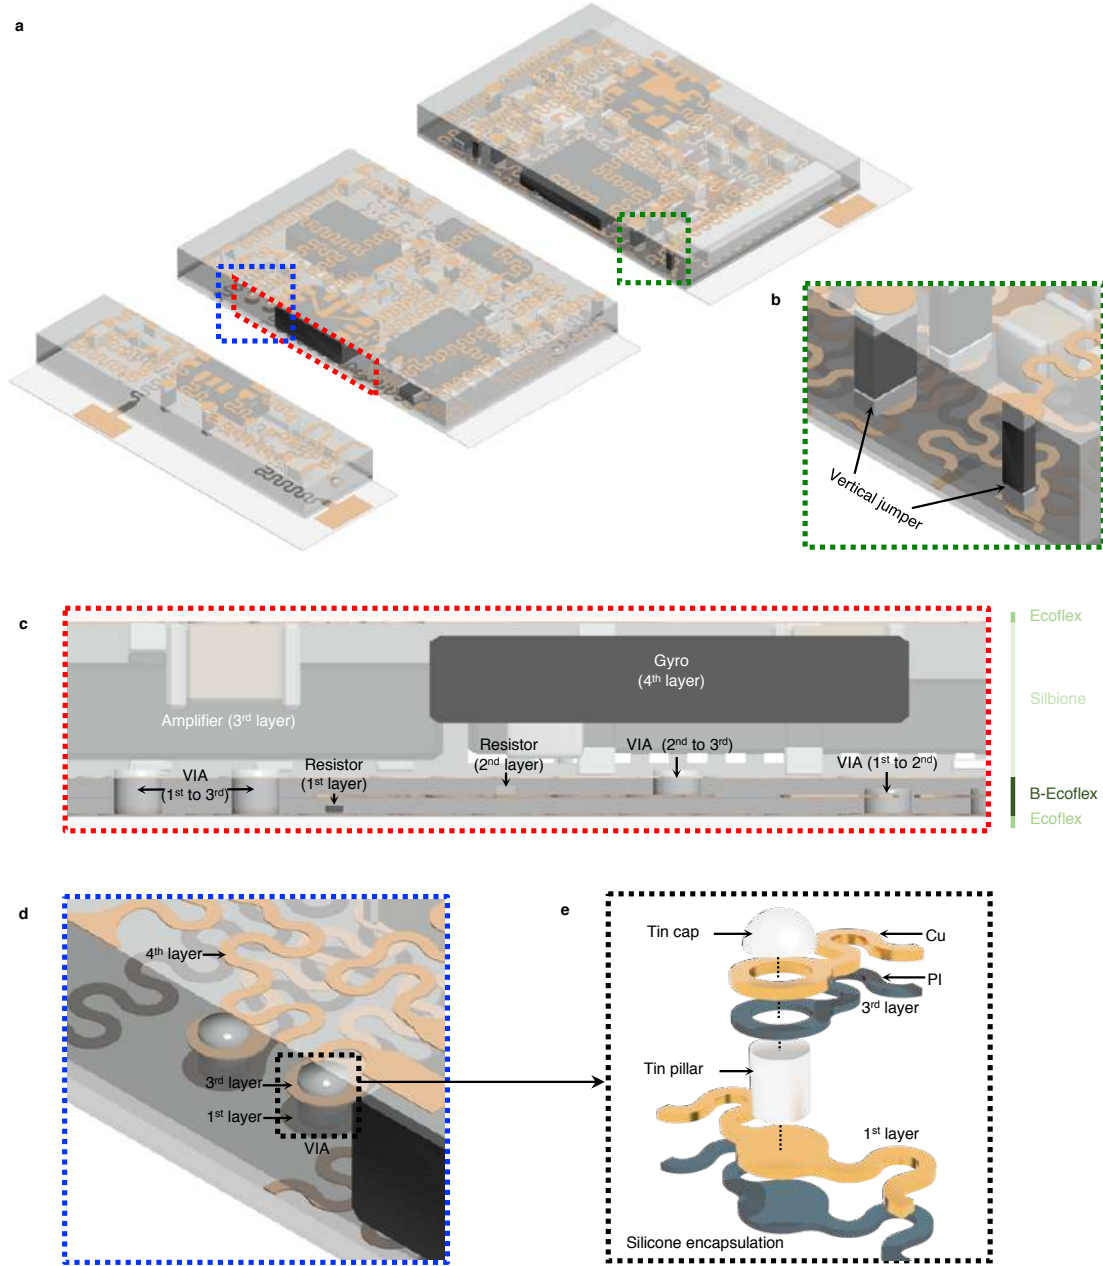 a
b
Vertical jumper
c
Gyro
(4th layer)
Amplifier (3rd layer)
Resistor
(2nd layer)
VIA (2nd to 3rd)
VIA
(1st to 3rd)
Resistor
(1st layer)
VIA (1st to 2nd)
Ecoflex
Silbione
B-Ecoflex
Ecoflex
d
4th layer
3rd layer
1st layer
VIA
e
Tin cap
Cu
PI
3rd layer
Tin pillar
1st layer
Silicone encapsulation